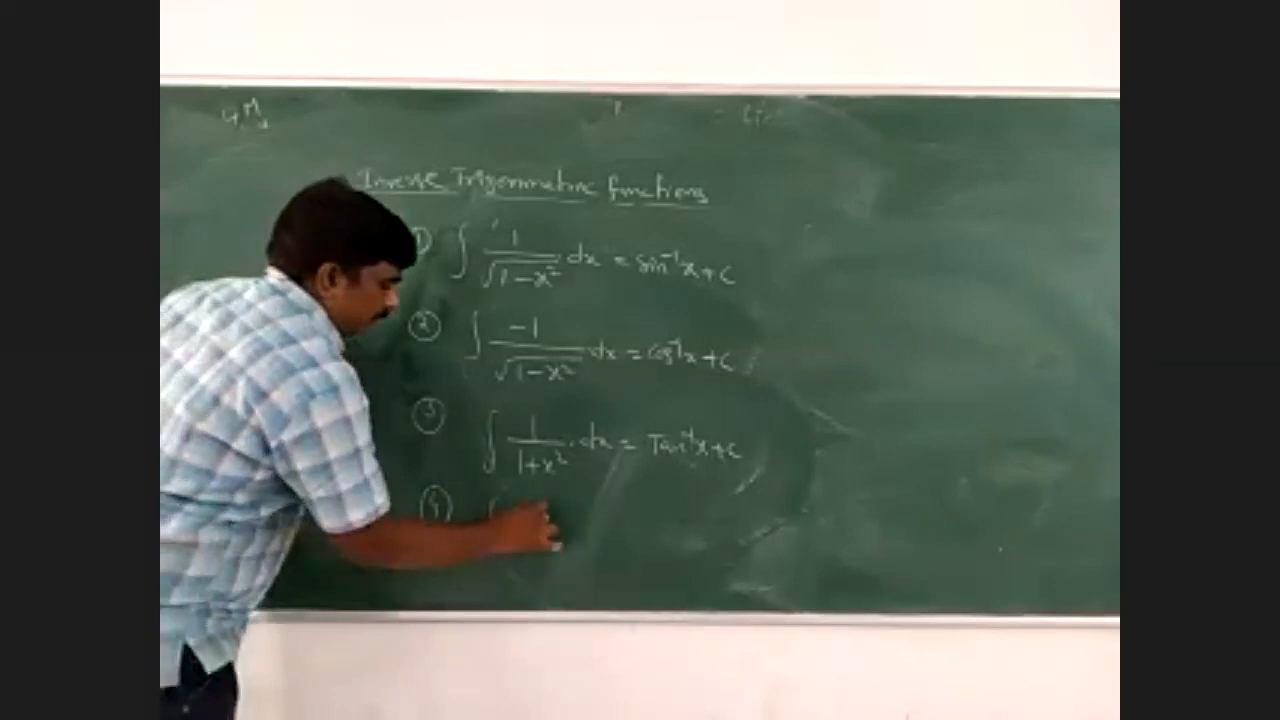 Inverse Trigonometric functions
① ∫ 1/√(1-x²) dx = sin⁻¹x + c
② ∫ -1/√(1-x²) dx = cos⁻¹x + c
③ ∫ 1/(1+x²) · dx = Tan⁻¹x + c
④ ∫